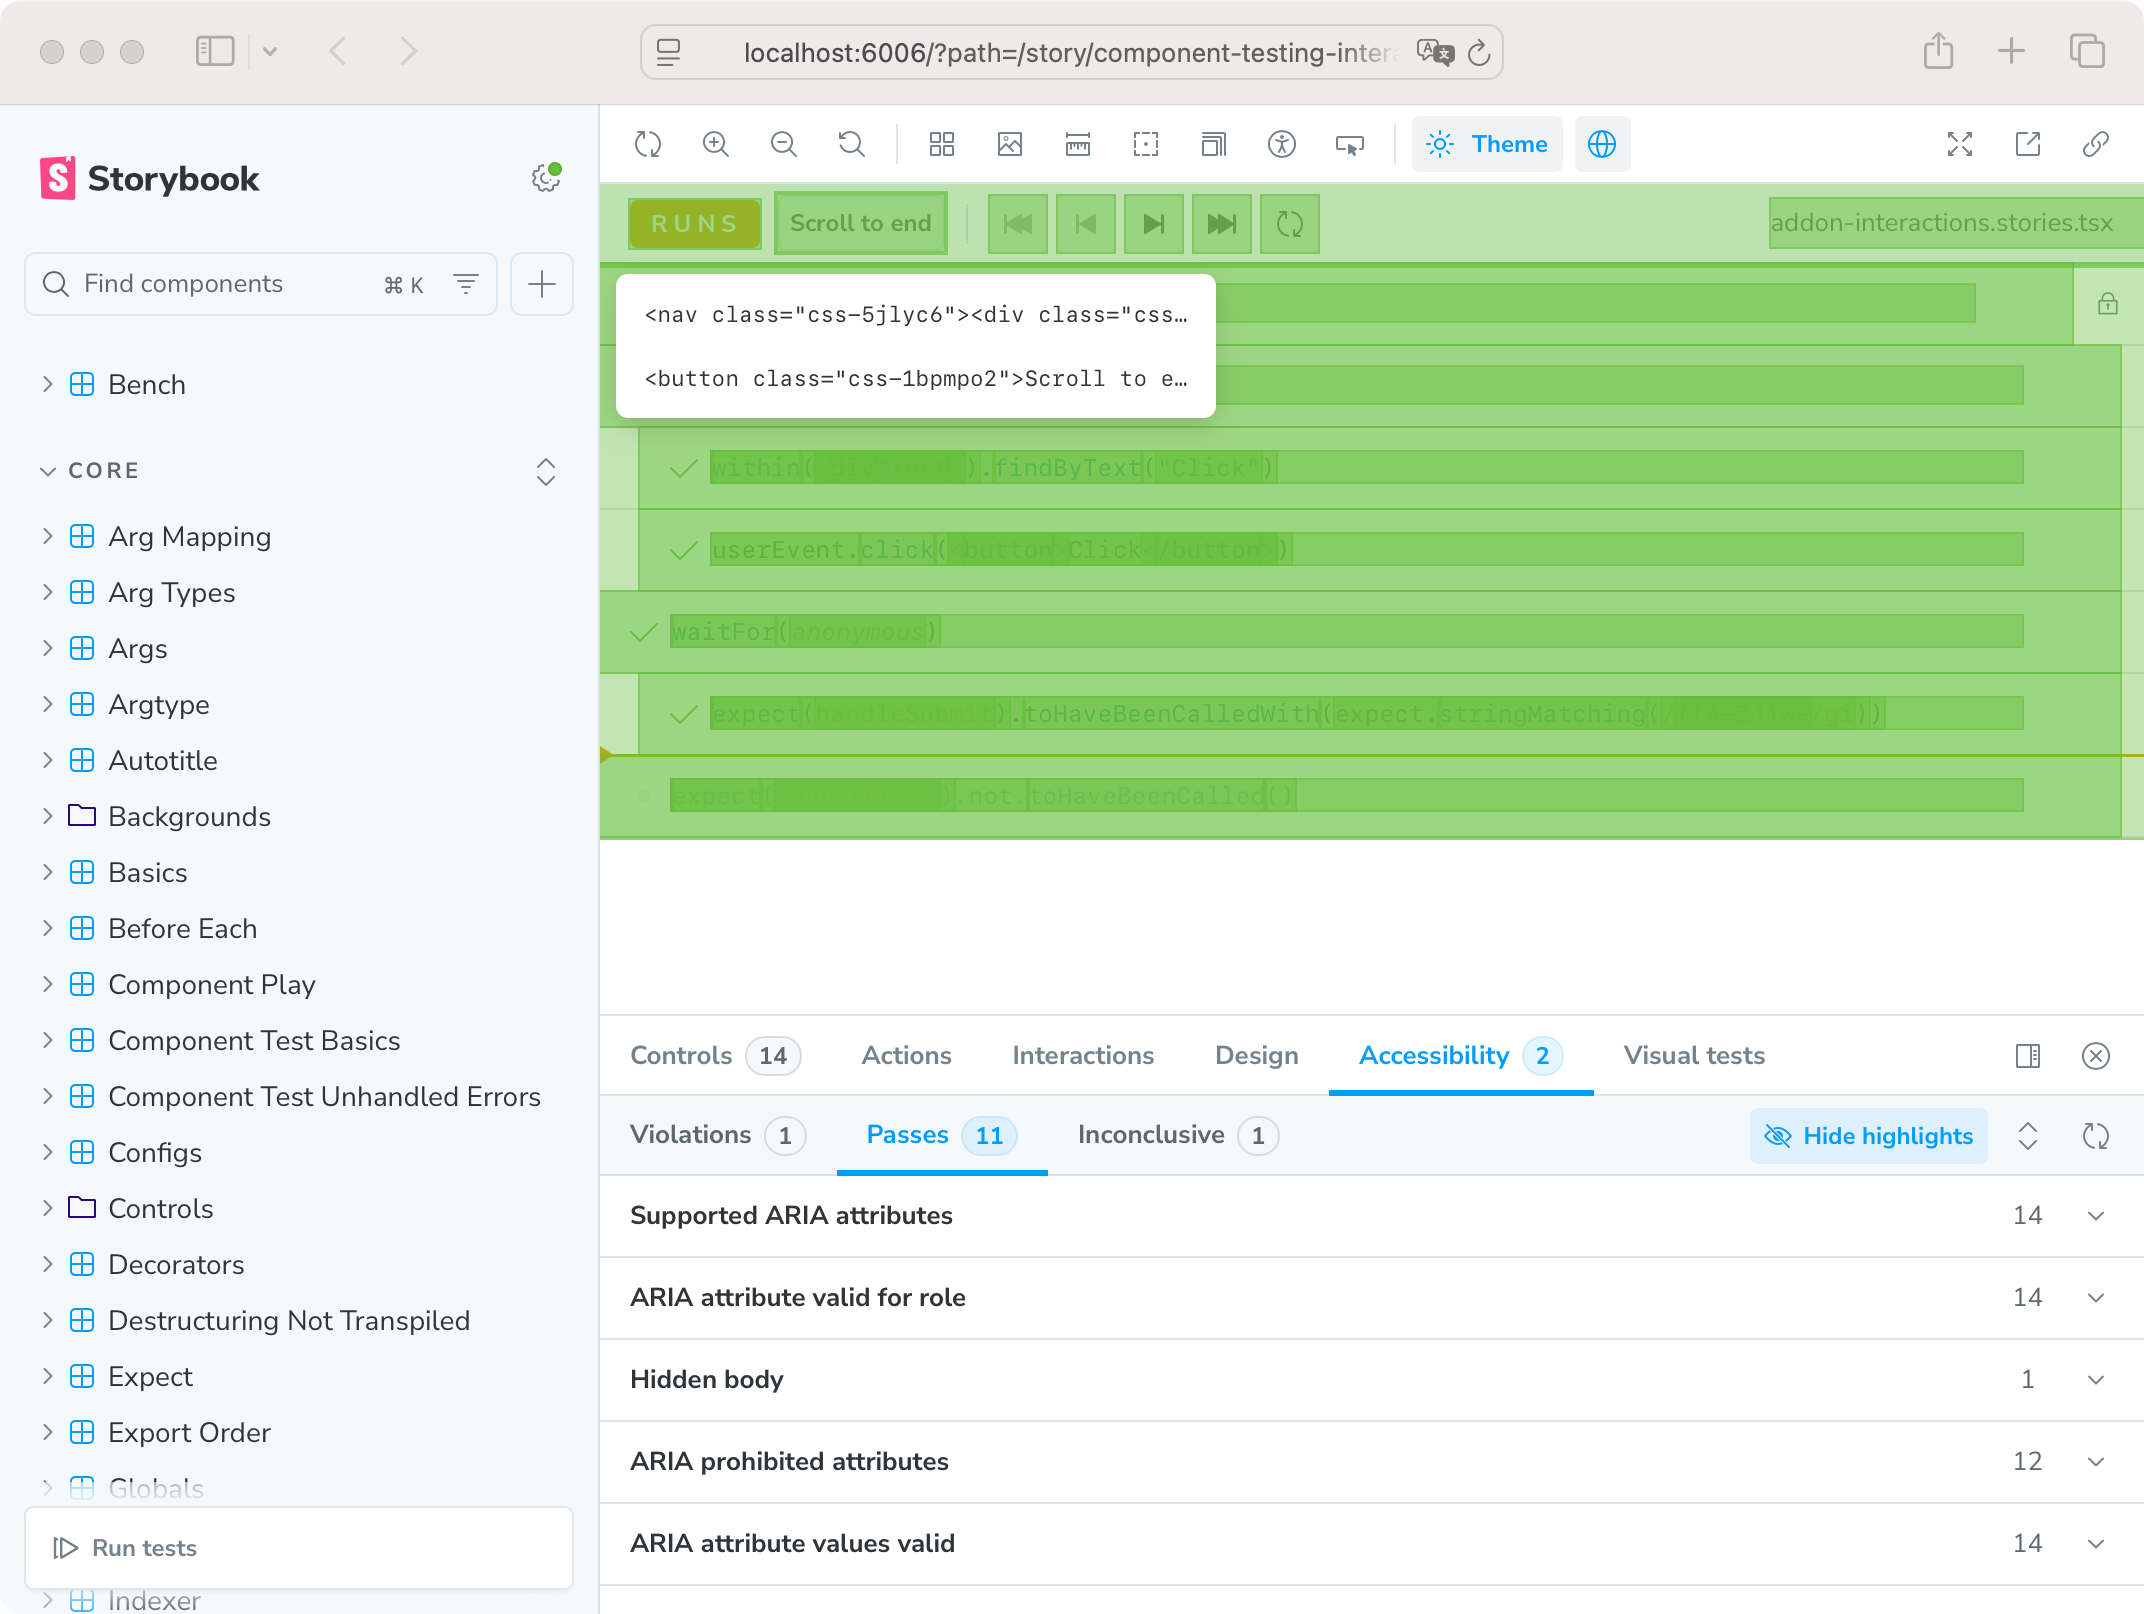 localhost:6006/?path=/story/component-testing-inter
Storybook
Find components
⌘ K
Bench
CORE
Arg Mapping
Arg Types
Args
Argtype
Autotitle
Backgrounds
Basics
Before Each
Component Play
Component Test Basics
Component Test Unhandled Errors
Configs
Controls
Decorators
Destructuring Not Transpiled
Expect
Export Order
Globals
Run tests
Indexer
Theme
RUNS
Scroll to end
addon-interactions.stories.tsx
<nav class="css-5jlyc6"><div class="css…
<button class="css-1bpmpo2">Scroll to e…
within( ).findByText("Click")
userEvent.click(<button>Click</button>)
waitFor(anonymous)
expect(handleSubmit).toHaveBeenCalledWith(expect.stringMatching( ))
expect( ).not.toHaveBeenCalled()
Controls 14
Actions
Interactions
Design
Accessibility 2
Visual tests
Violations 1
Passes 11
Inconclusive 1
Hide highlights
Supported ARIA attributes 14
ARIA attribute valid for role 14
Hidden body 1
ARIA prohibited attributes 12
ARIA attribute values valid 14